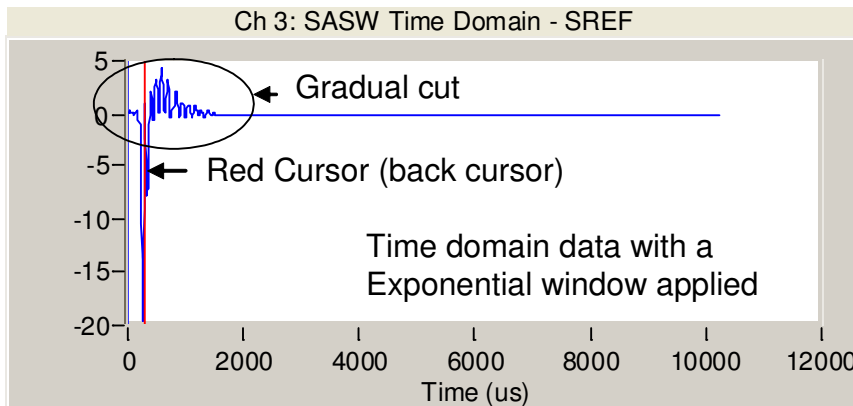 Ch 3: SASW Time Domain - SREF
5
Gradual cut
0
-5
Red Cursor (back cursor)
-10
Time domain data with a
-15
Exponential window applied
-20
0 2000 4000 6000 8000 10000 12000
Time (us)